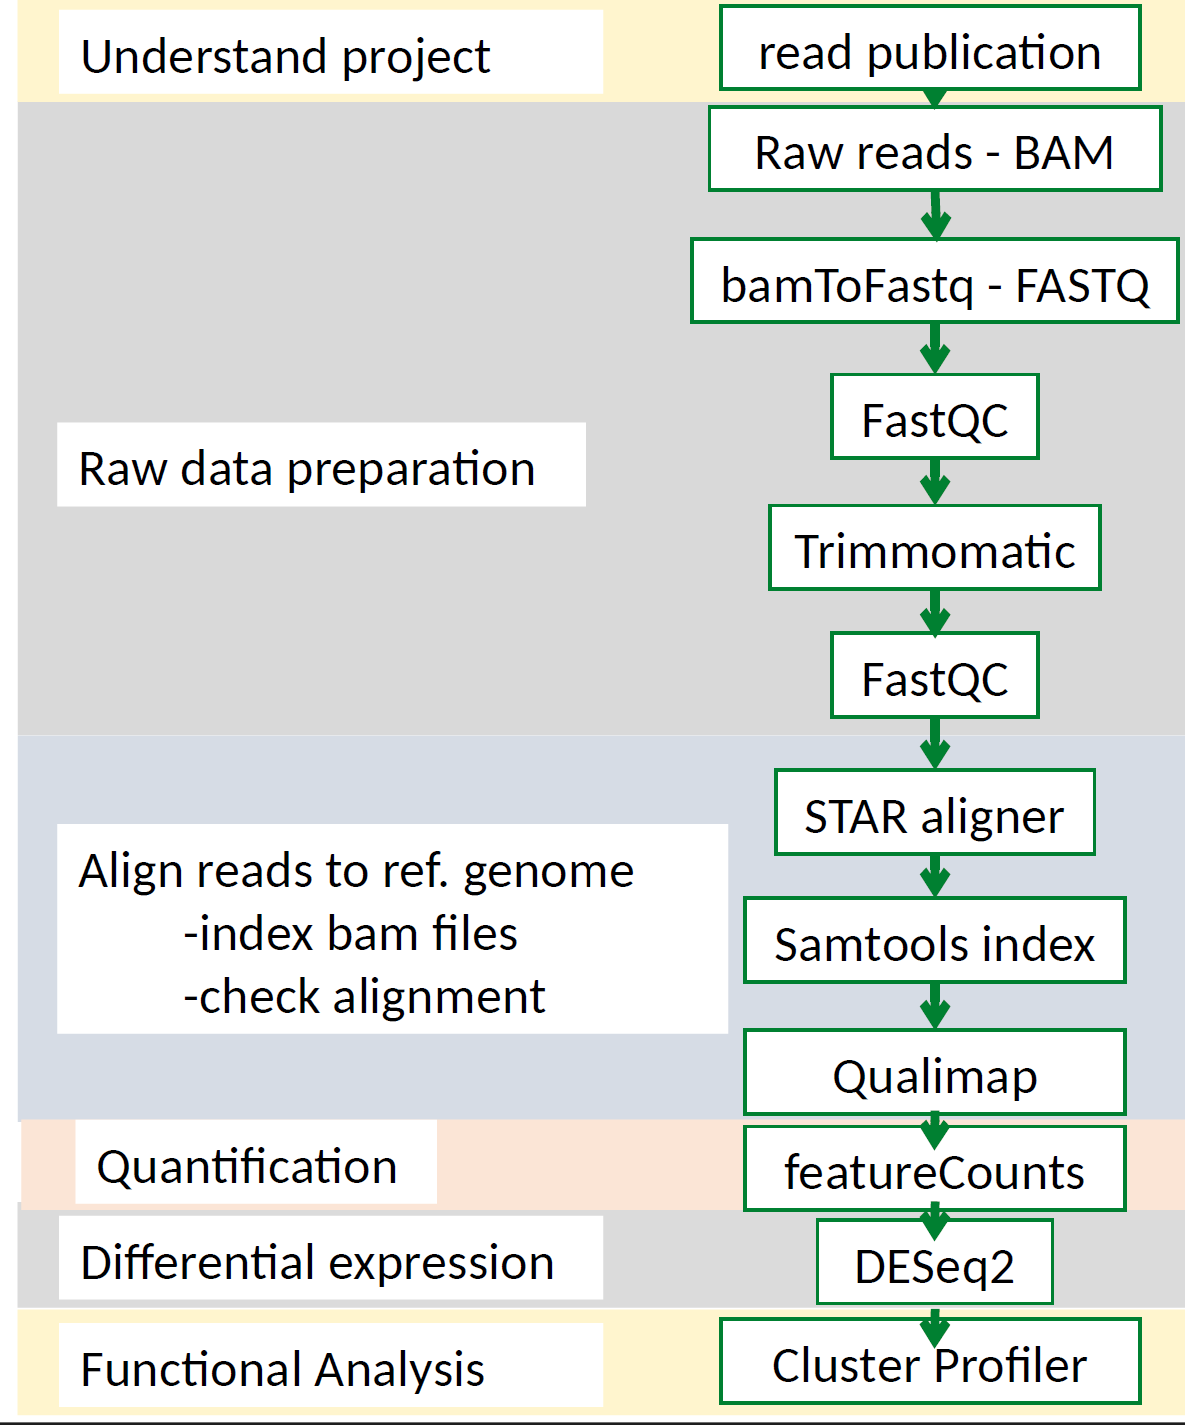 Understand project
read publication
Raw reads - BAM
bamToFastq - FASTQ
FastQC
Raw data preparation
Trimmomatic
FastQC
STAR aligner
Align reads to ref. genome
-index bam files
-check alignment
Samtools index
Qualimap
Quantification
featureCounts
Differential expression
DESeq2
Functional Analysis
Cluster Profiler